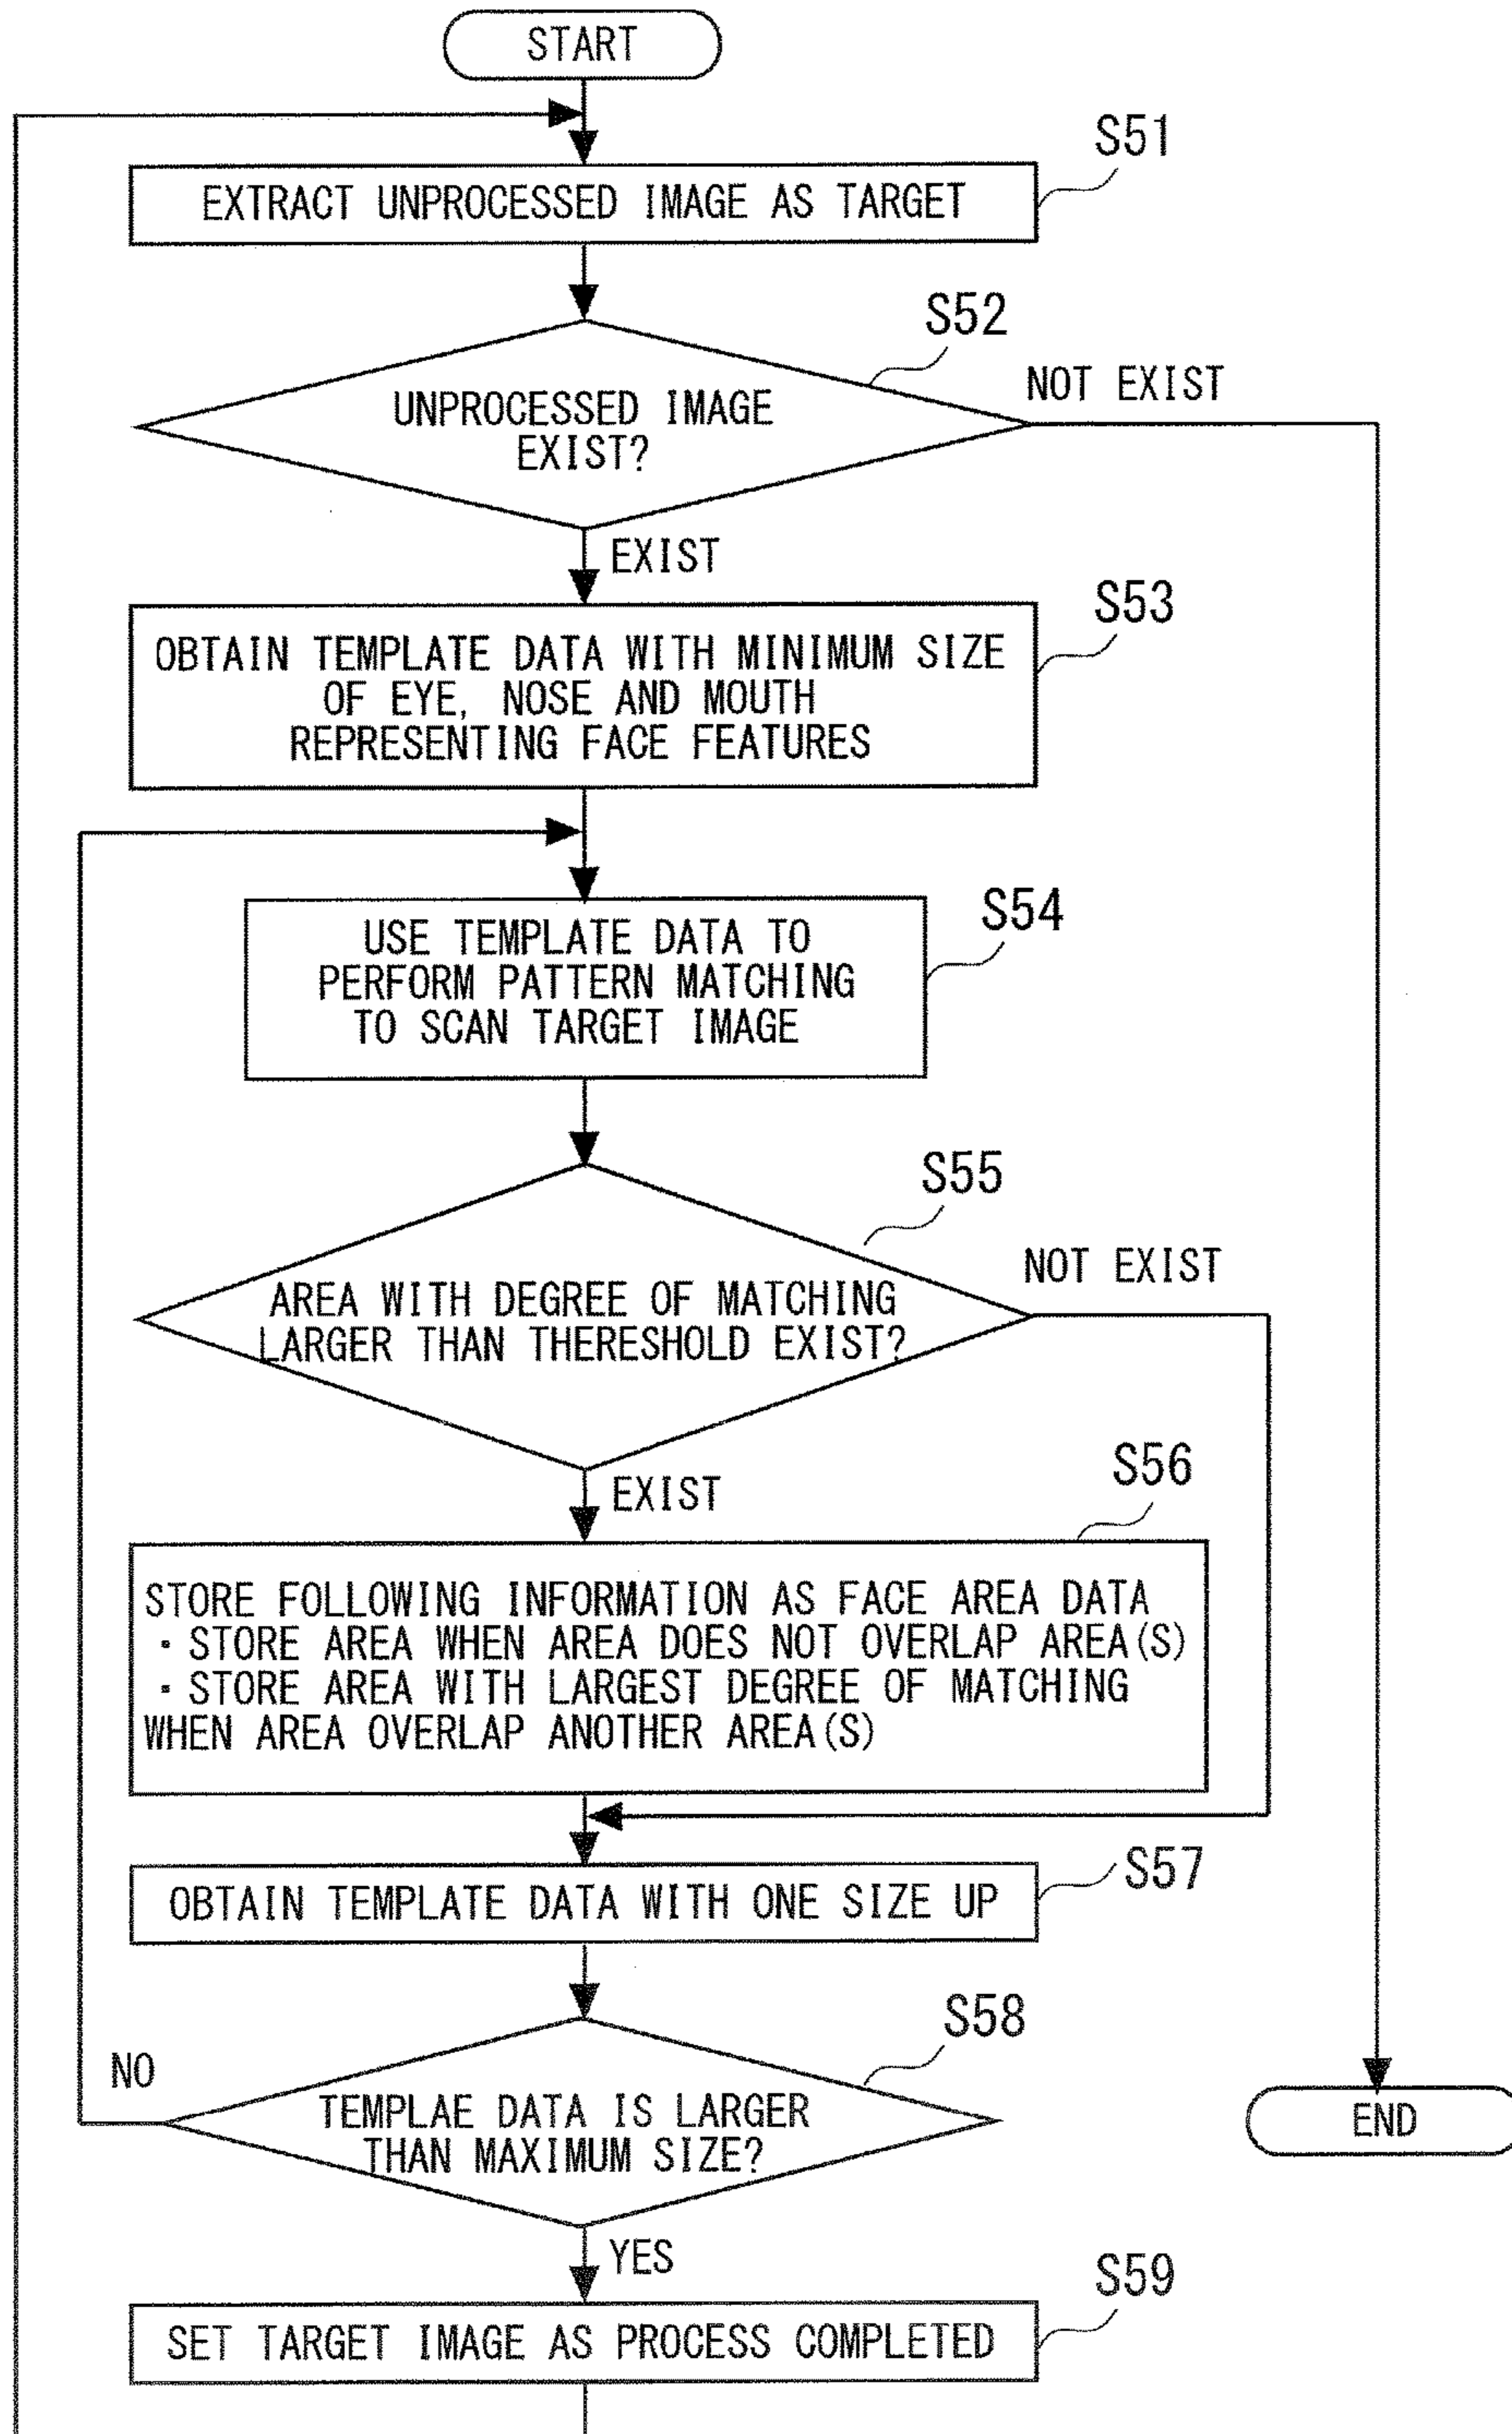 START
S51
EXTRACT UNPROCESSED IMAGE AS TARGET
S52
NOT EXIST
UNPROCESSED IMAGE
EXIST?
EXIST
S53
OBTAIN TEMPLATE DATA WITH MINIMUM SIZE
OF EYE, NOSE AND MOUTH
REPRESENTING FACE FEATURES
S54
USE TEMPLATE DATA TO
PERFORM PATTERN MATCHING
TO SCAN TARGET IMAGE
S55
NOT EXIST
AREA WITH DEGREE OF MATCHING
LARGER THAN THERESHOLD EXIST?
EXIST
S56
STORE FOLLOWING INFORMATION AS FACE AREA DATA
・STORE AREA WHEN AREA DOES NOT OVERLAP AREA(S)
・STORE AREA WITH LARGEST DEGREE OF MATCHING
WHEN AREA OVERLAP ANOTHER AREA(S)
S57
OBTAIN TEMPLATE DATA WITH ONE SIZE UP
S58
NO
TEMPLAE DATA IS LARGER
THAN MAXIMUM SIZE?
END
YES
S59
SET TARGET IMAGE AS PROCESS COMPLETED